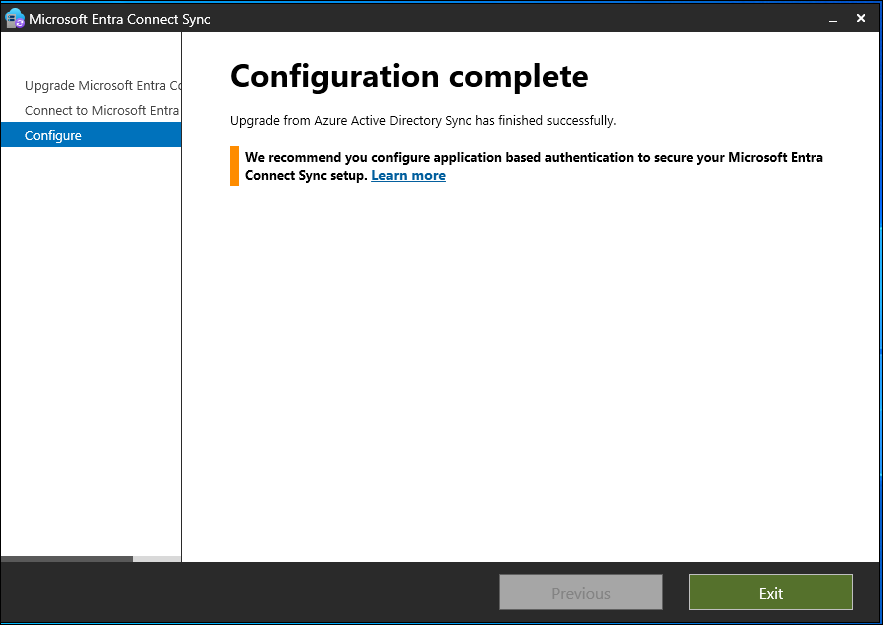 Microsoft Entra Connect Sync
Upgrade Microsoft Entra Co
Connect to Microsoft Entra
Configure
Configuration complete
Upgrade from Azure Active Directory Sync has finished successfully.
We recommend you configure application based authentication to secure your Microsoft Entra
Connect Sync setup. Learn more
Previous
Exit